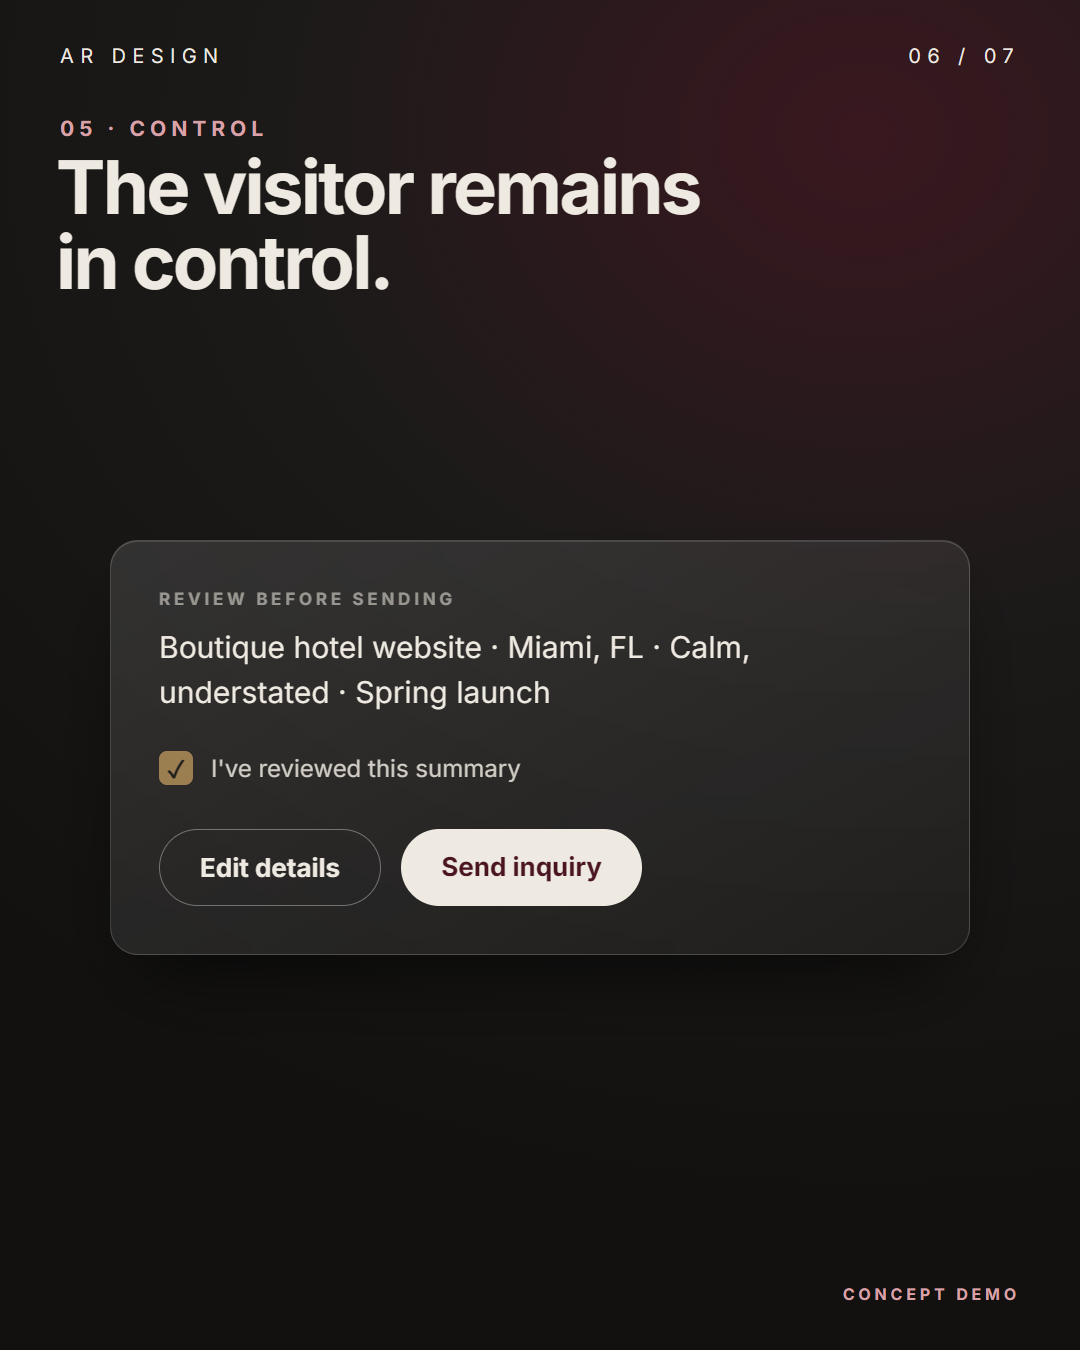 AR DESIGN
06 / 07
05 · CONTROL
The visitor remains
in control.
REVIEW BEFORE SENDING
Boutique hotel website · Miami, FL · Calm,
understated · Spring launch
✓ I've reviewed this summary
Edit details
Send inquiry
CONCEPT DEMO